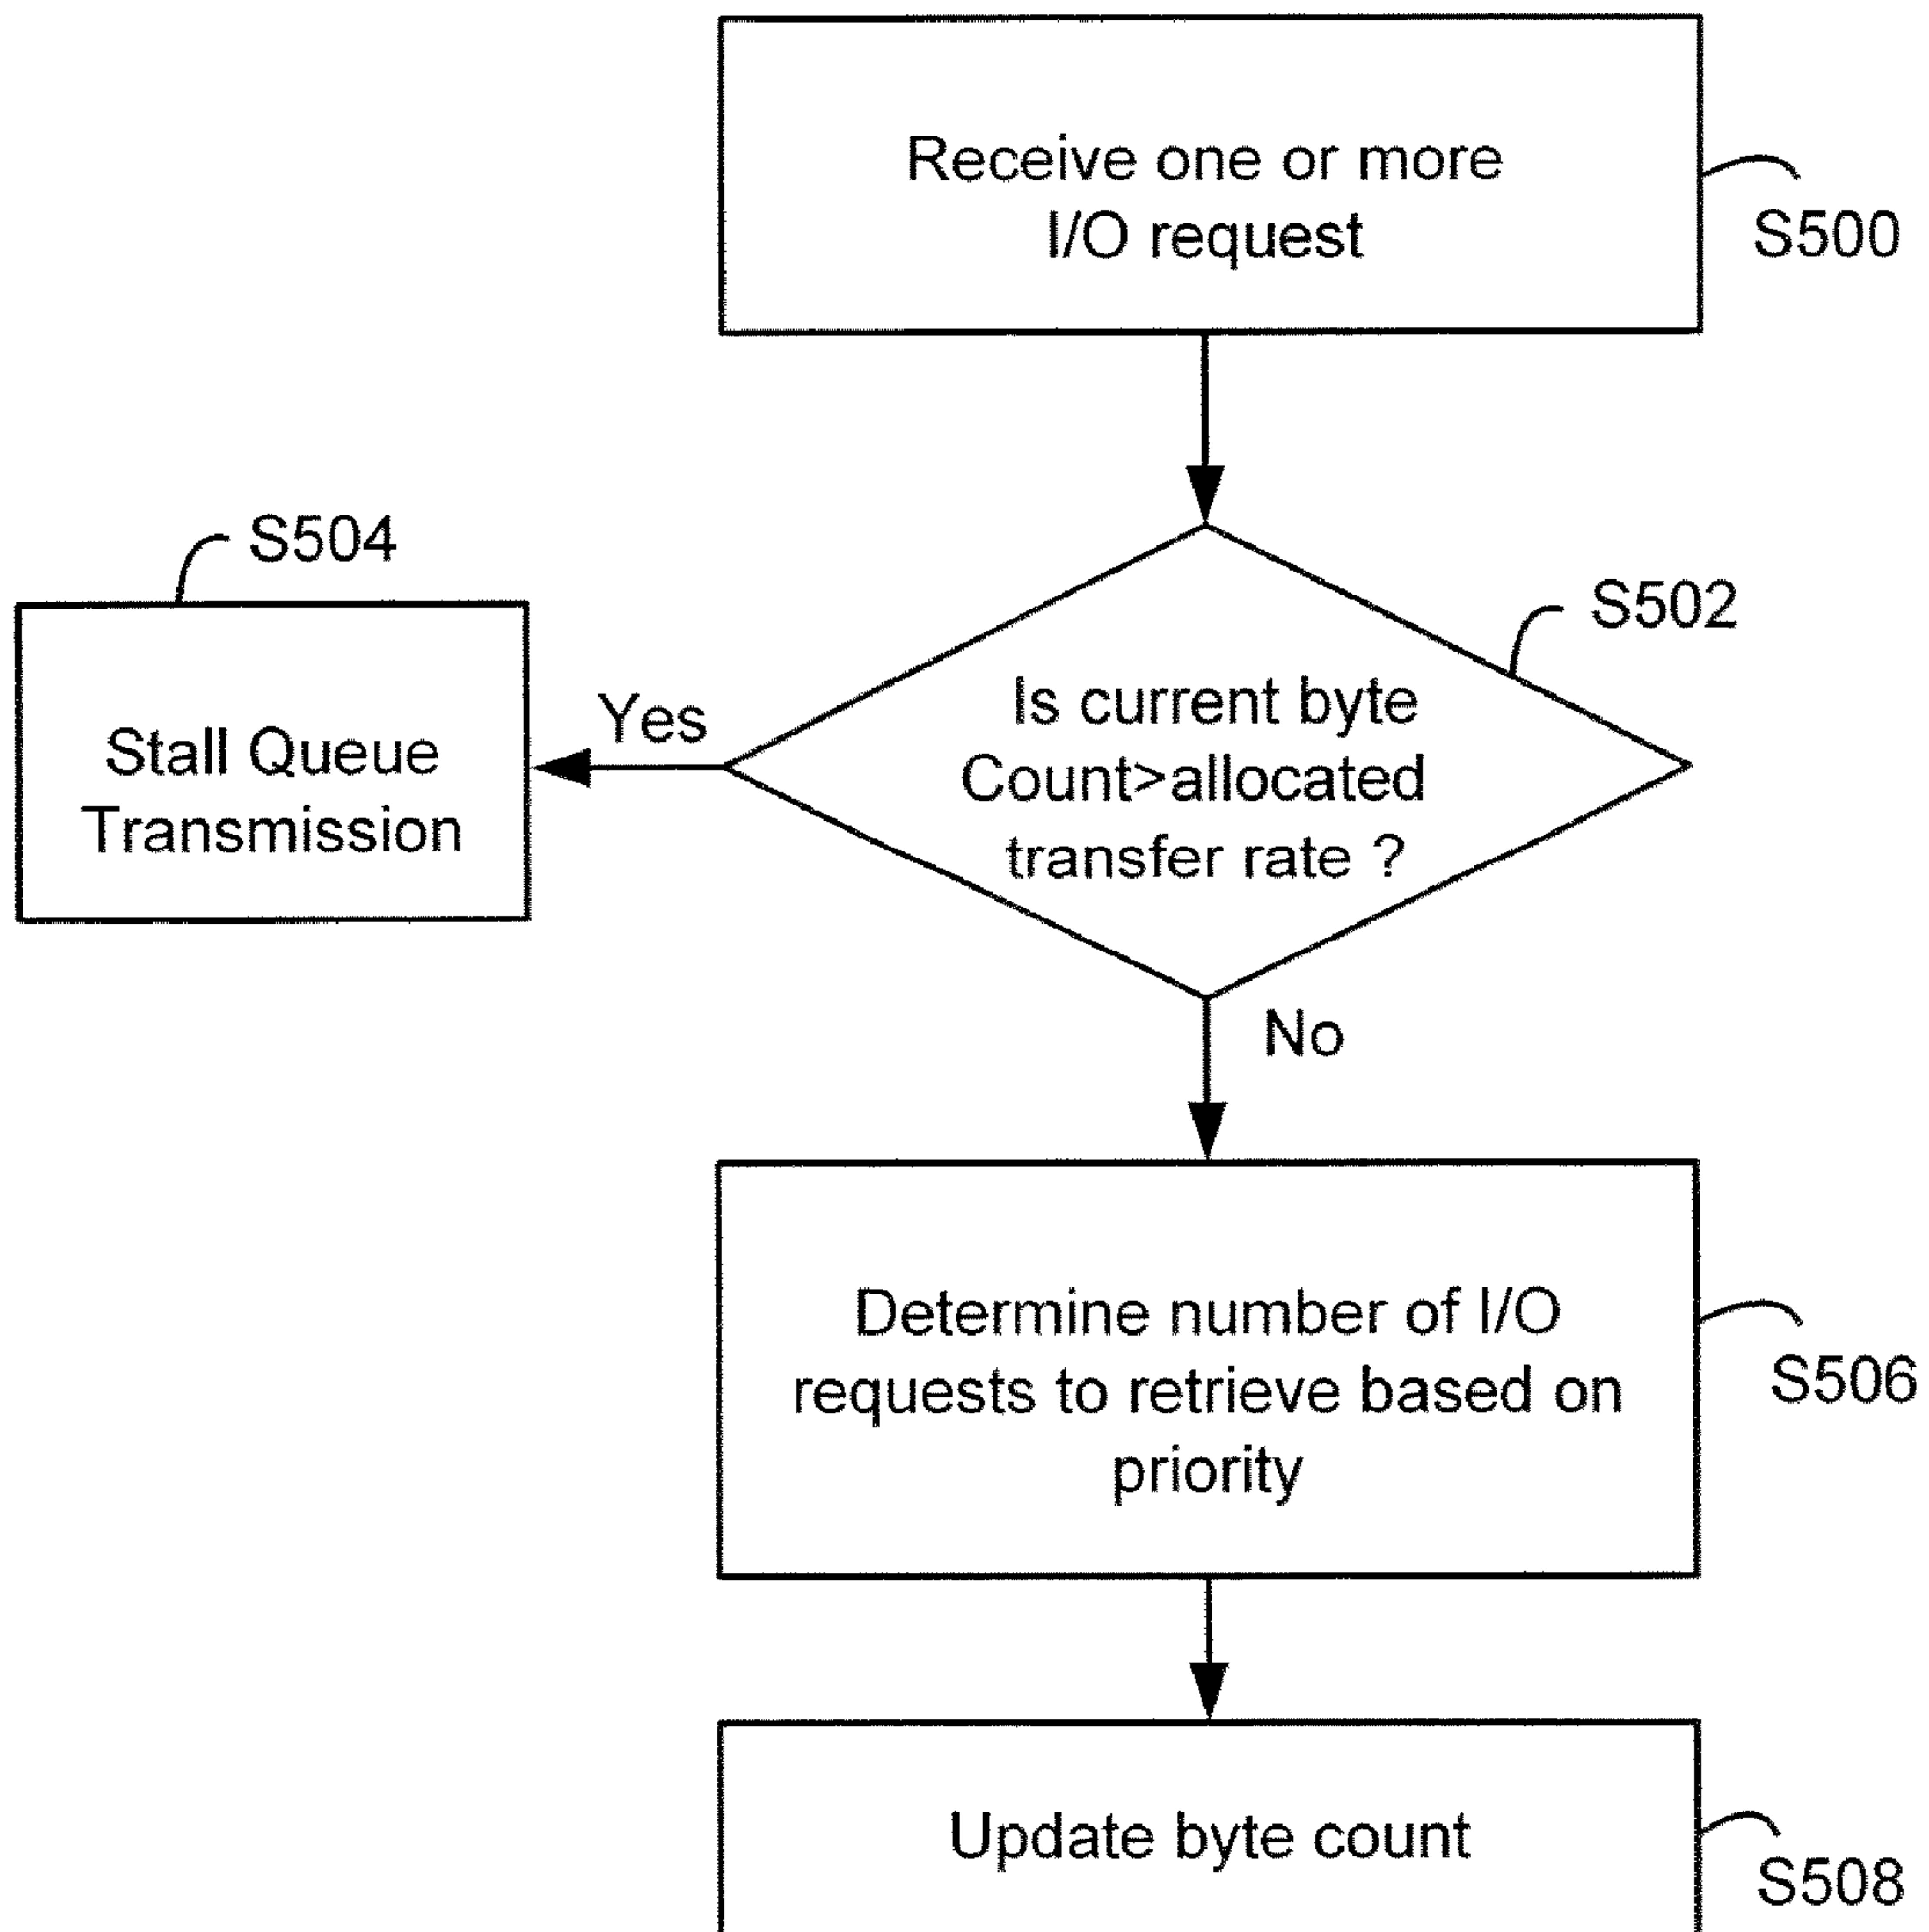 Receive one or more
I/O request
S500
S504
S502
Stall Queue
Transmission
Yes
Is current byte
Count>allocated
transfer rate ?
No
Determine number of I/O
requests to retrieve based on
priority
S506
Update byte count
S508